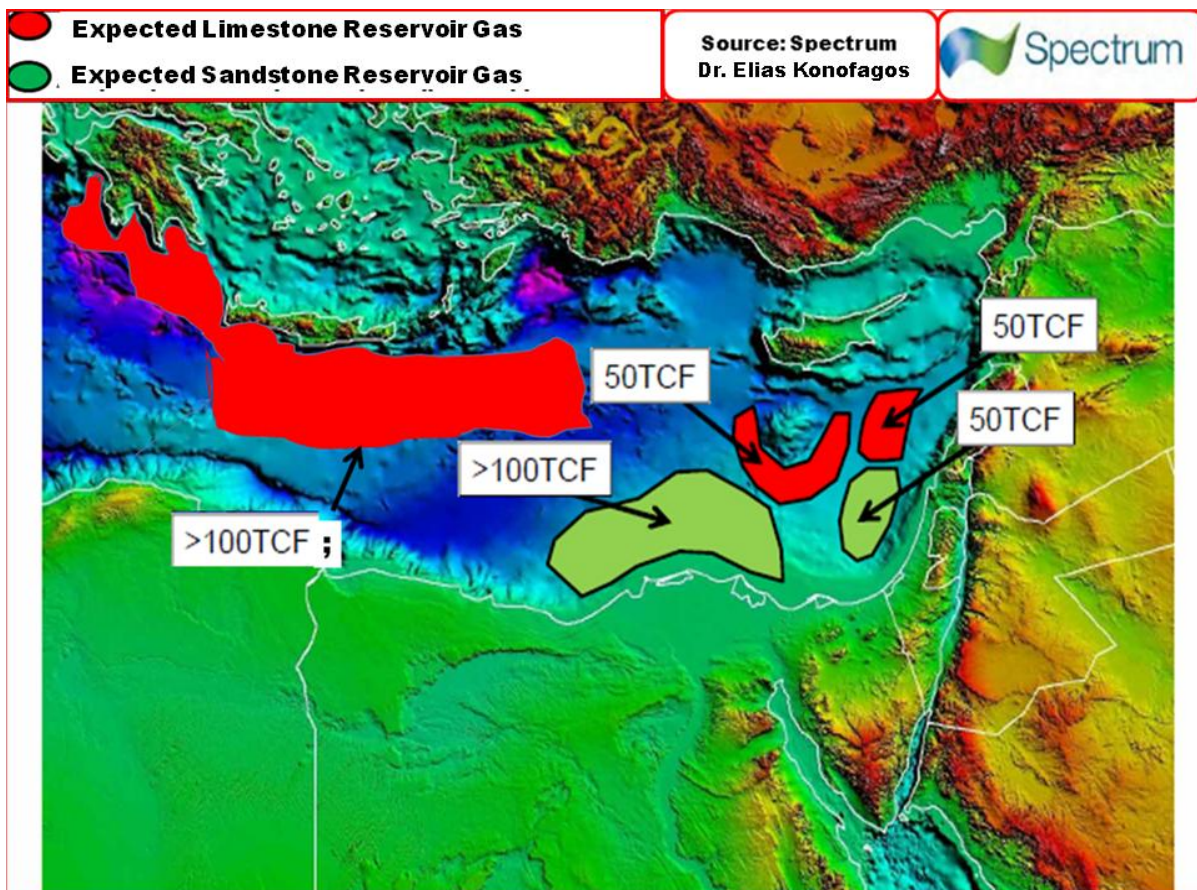 Expected Limestone Reservoir Gas
Expected Sandstone Reservoir Gas
Source: Spectrum
Dr. Elias Konofagos
Spectrum
50TCF
50TCF
50TCF
>100TCF
>100TCF ;